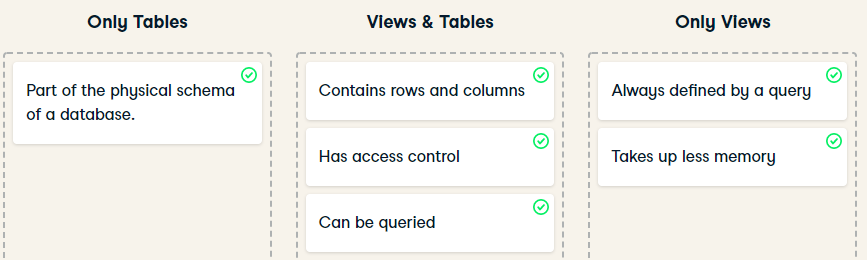 Only Tables
Part of the physical schema
of a database.
Views & Tables
Contains rows and columns
Has access control
Can be queried
Only Views
Always defined by a query
Takes up less memory